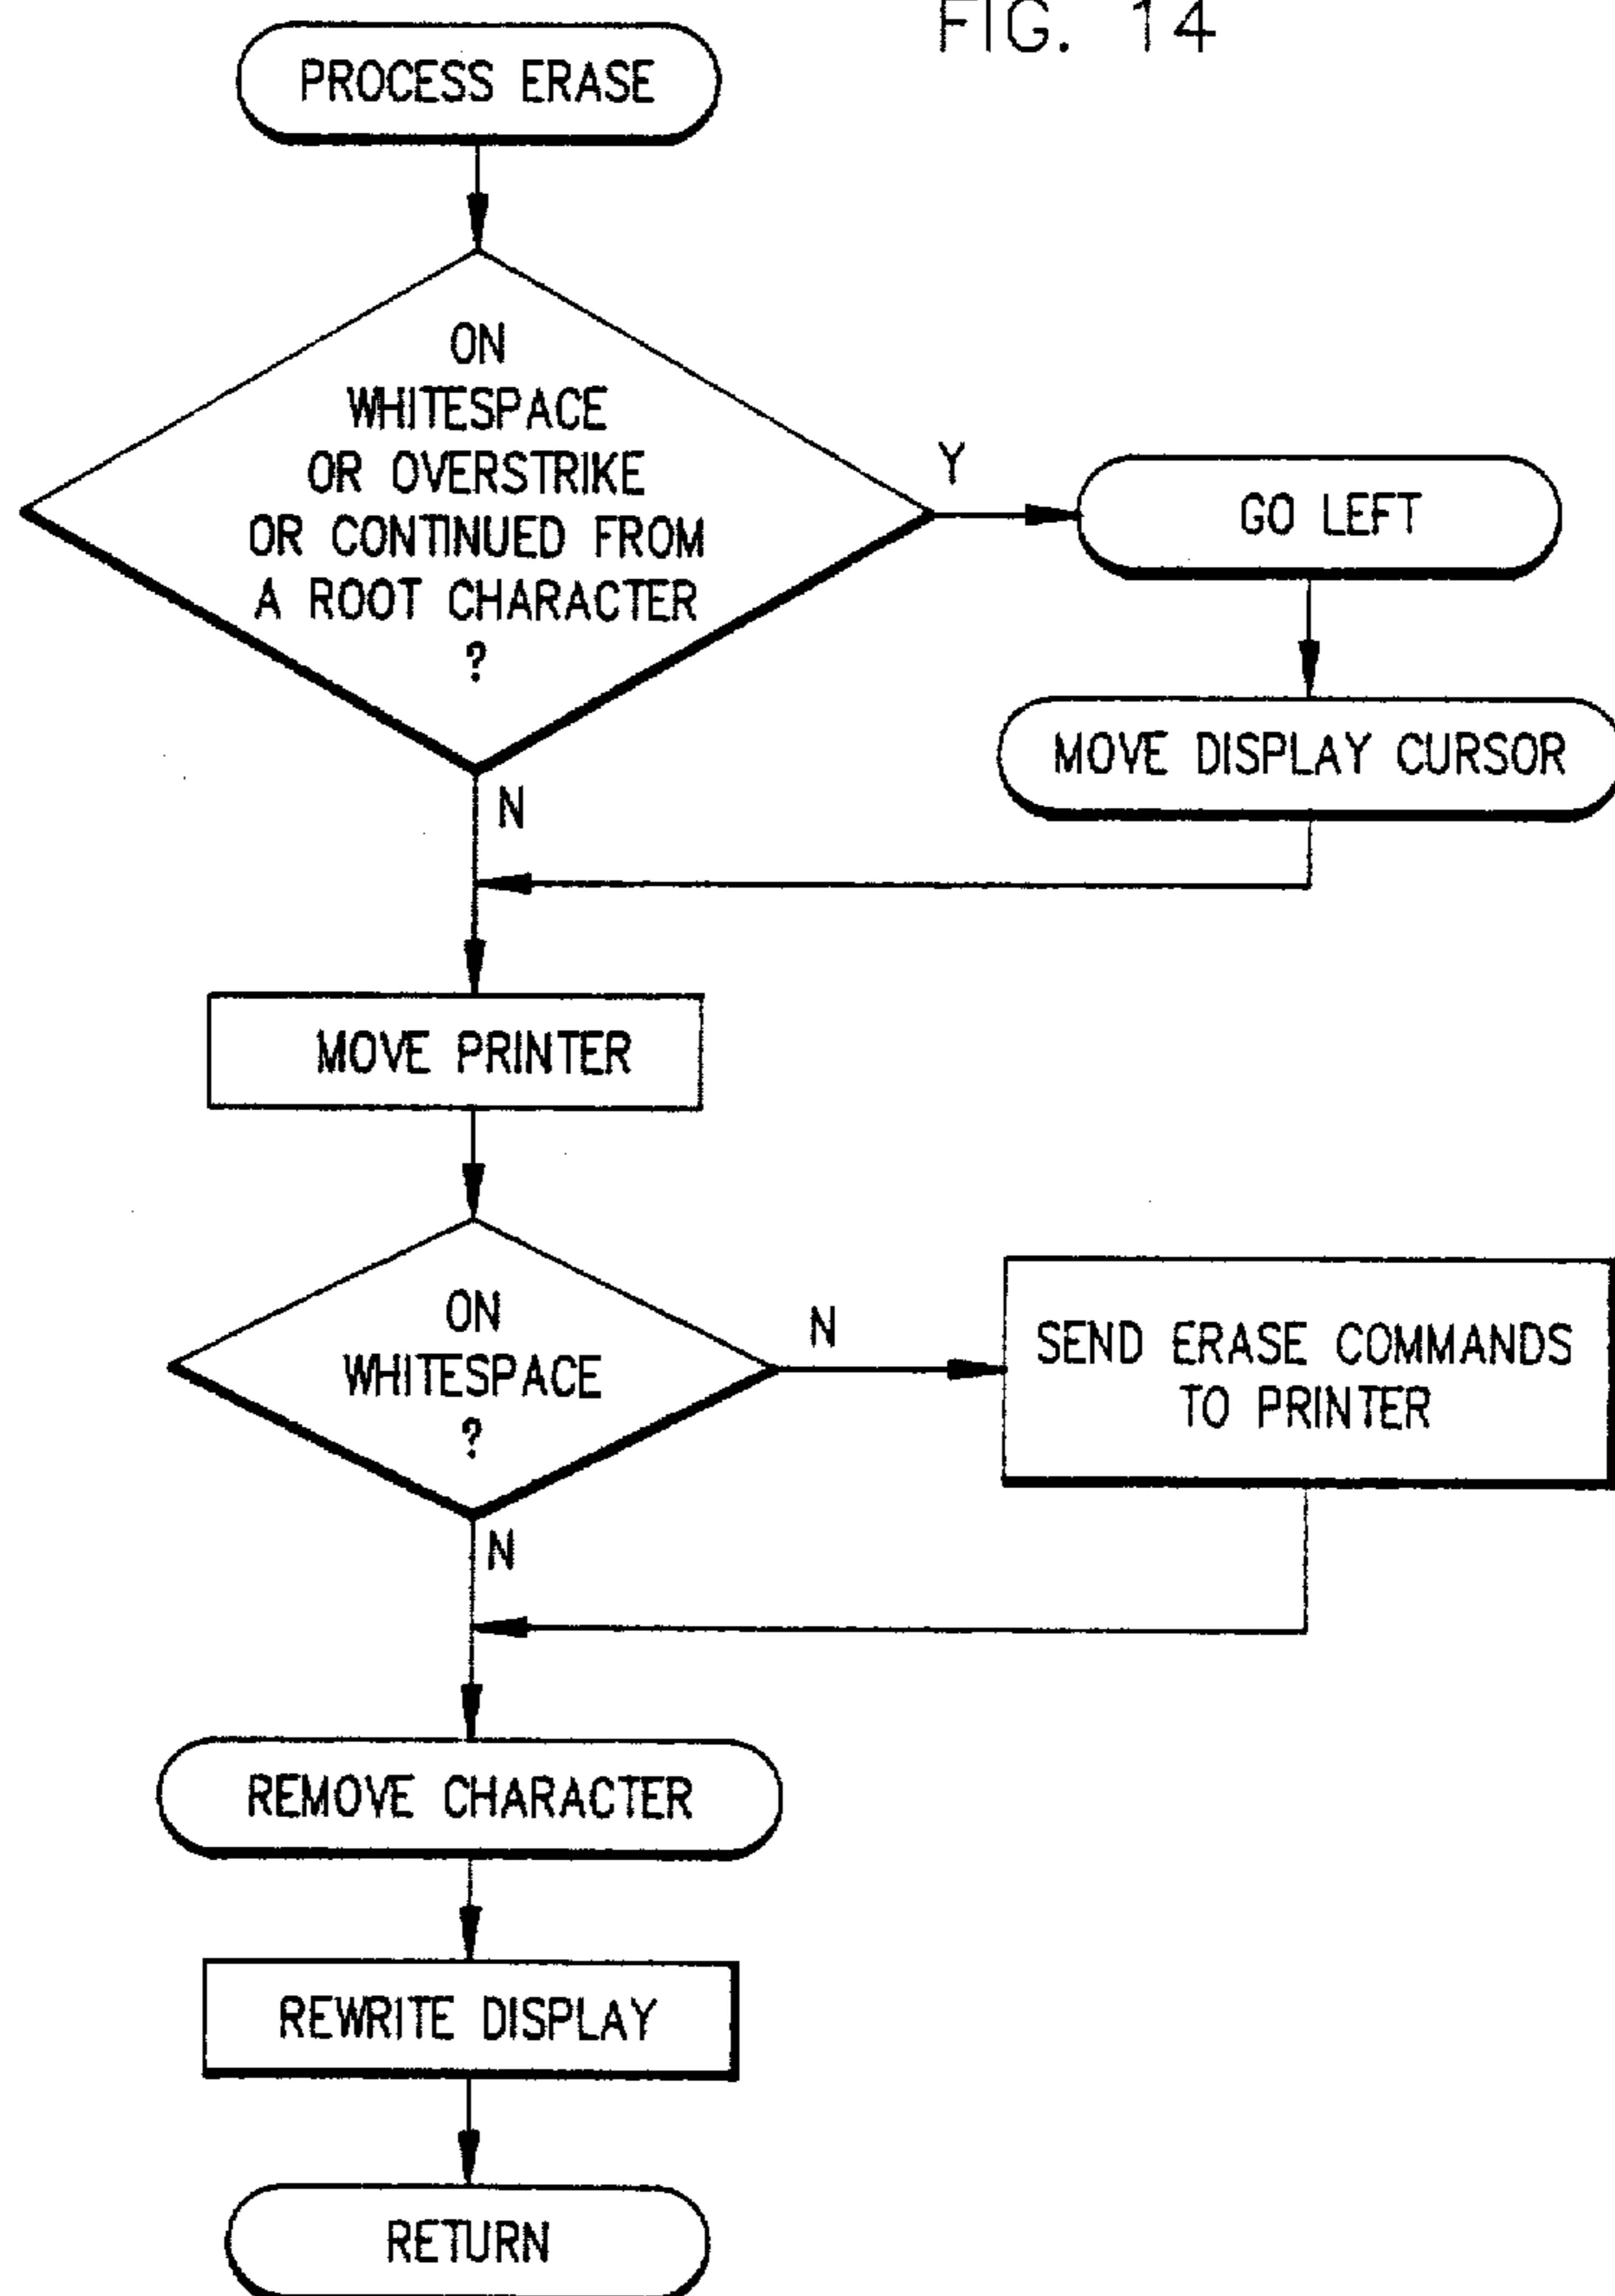 FIG. 14
PROCESS ERASE
ON
WHITESPACE
OR OVERSTRIKE
OR CONTINUED FROM
A ROOT CHARACTER
?
Y
GO LEFT
MOVE DISPLAY CURSOR
N
MOVE PRINTER
ON
WHITESPACE
?
N
SEND ERASE COMMANDS
TO PRINTER
N
REMOVE CHARACTER
REWRITE DISPLAY
RETURN